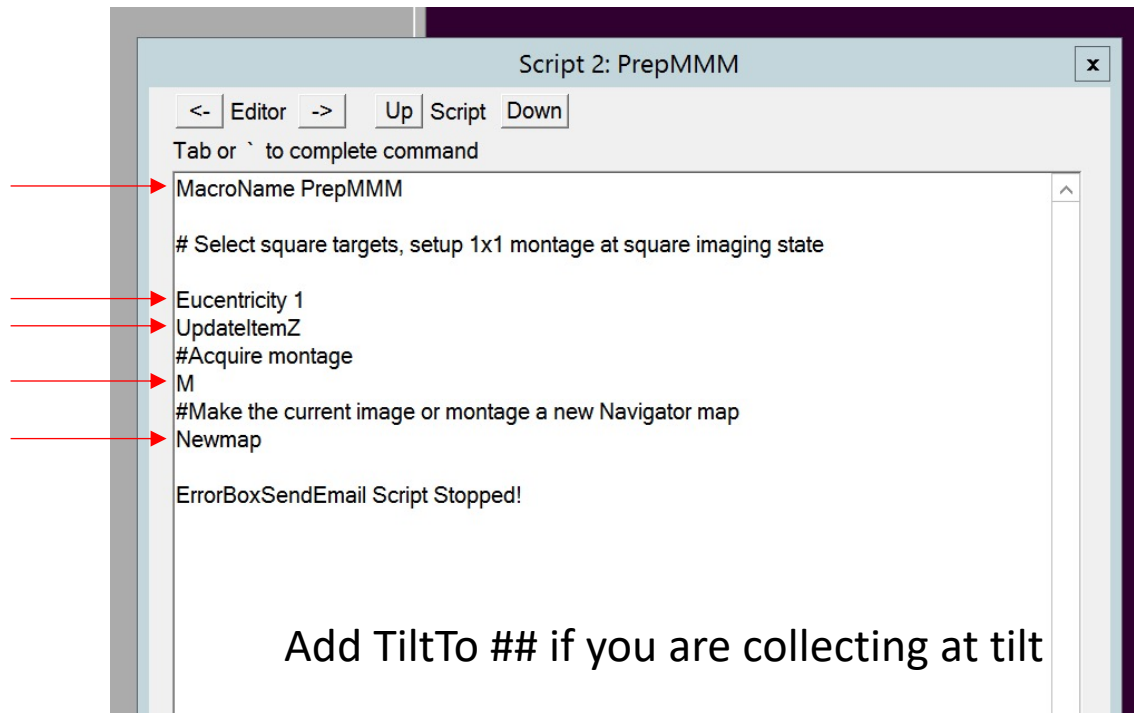 Script 2: PrepMMM
x
<- Editor -> Up Script Down
Tab or ` to complete command
MacroName PrepMMM
# Select square targets, setup 1x1 montage at square imaging state
Eucentricity 1
UpdateItemZ
#Acquire montage
M
#Make the current image or montage a new Navigator map
Newmap
ErrorBoxSendEmail Script Stopped!
Add TiltTo ## if you are collecting at tilt